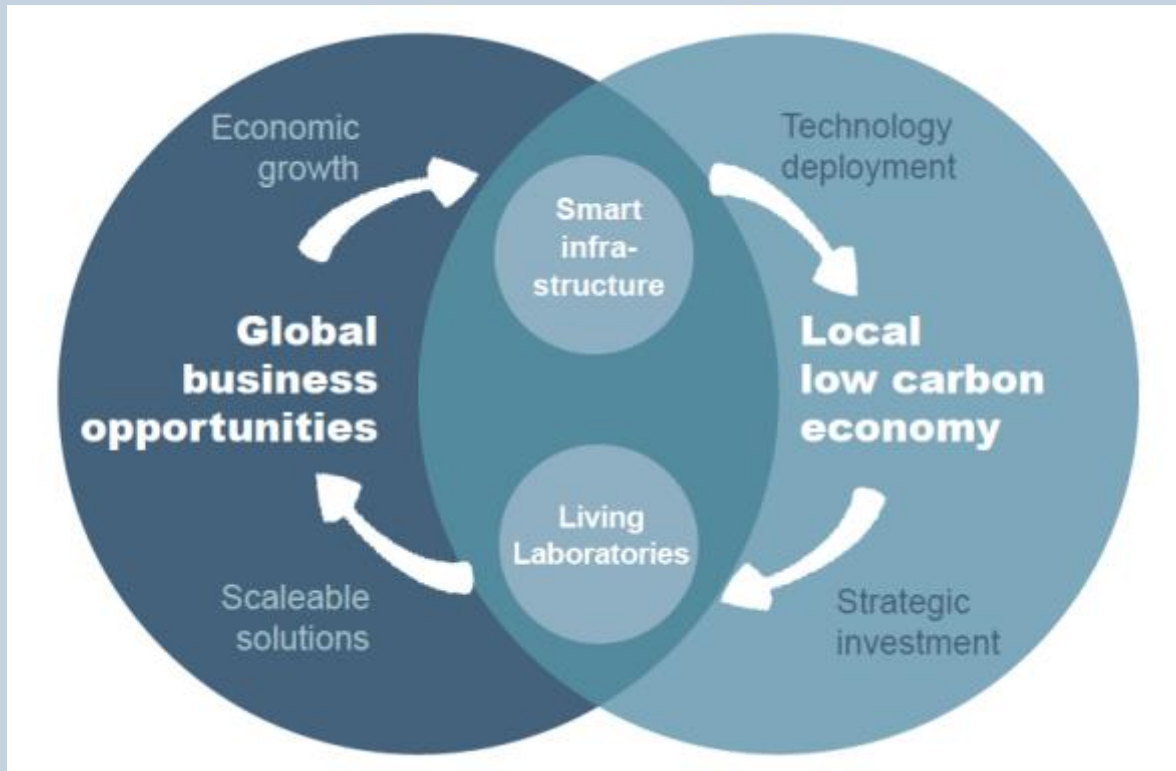 Economic
growth
Technology
deployment
Smart
infra-
structure
Global
business
opportunities
Local
low carbon
economy
Living
Laboratories
Scaleable
solutions
Strategic
investment